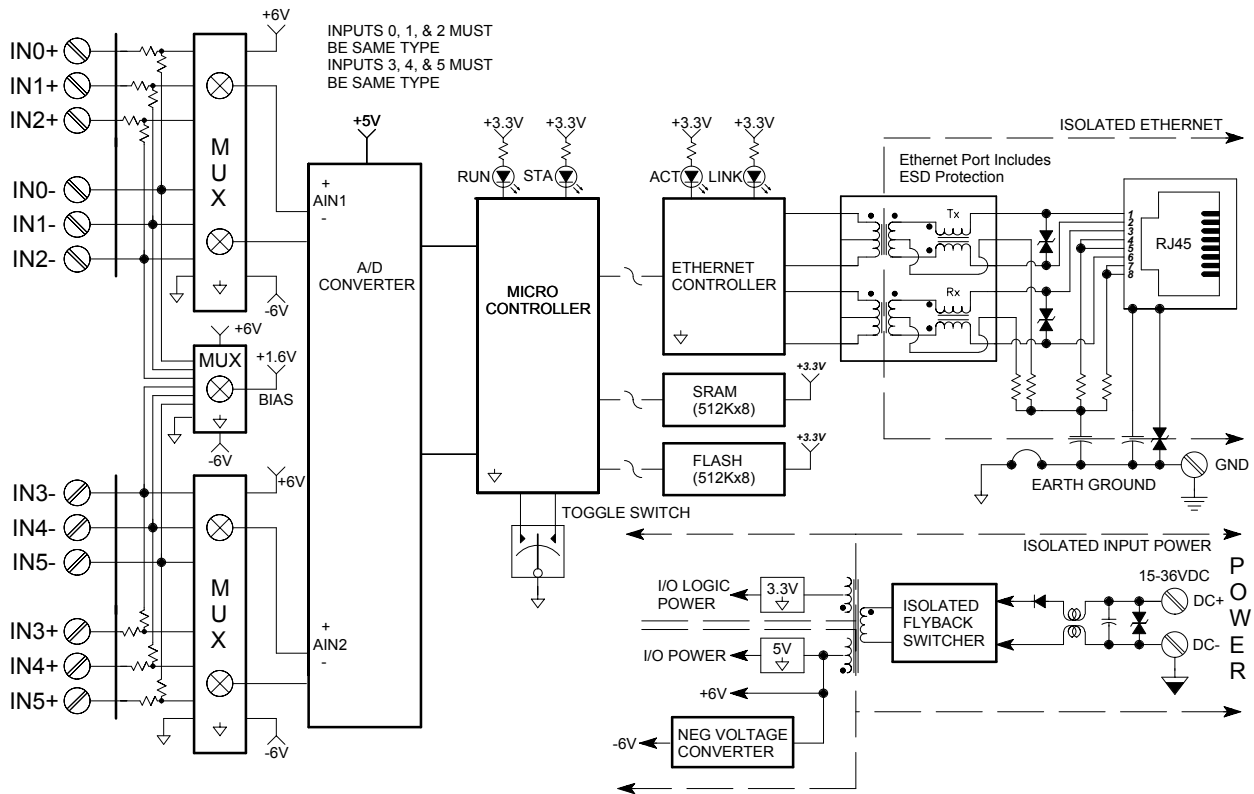 +6V
INPUTS 0, 1, & 2 MUST
BE SAME TYPE
INPUTS 3, 4, & 5 MUST
BE SAME TYPE
IN0+
IN1+
IN2+
IN0-
IN1-
IN2-
MUX
-6V
+6V
MUX
+1.6V
BIAS
-6V
IN3-
IN4-
IN5-
IN3+
IN4+
IN5+
+6V
MUX
-6V
+5V
+
AIN1
-
A/D
CONVERTER
+
AIN2
-
+3.3V
+3.3V
RUN
STA
MICRO
CONTROLLER
TOGGLE SWITCH
+3.3V
+3.3V
ACT
LINK
ETHERNET
CONTROLLER
SRAM
(512Kx8)
+3.3V
FLASH
(512Kx8)
+3.3V
ISOLATED ETHERNET
Ethernet Port Includes
ESD Protection
Tx
Rx
1
2
3
4
5
6
7
8
RJ45
GND
EARTH GROUND
ISOLATED INPUT POWER
I/O LOGIC
POWER
3.3V
I/O POWER
5V
+6V
-6V
NEG VOLTAGE
CONVERTER
ISOLATED
FLYBACK
SWITCHER
15-36VDC
DC+
DC-
POWER